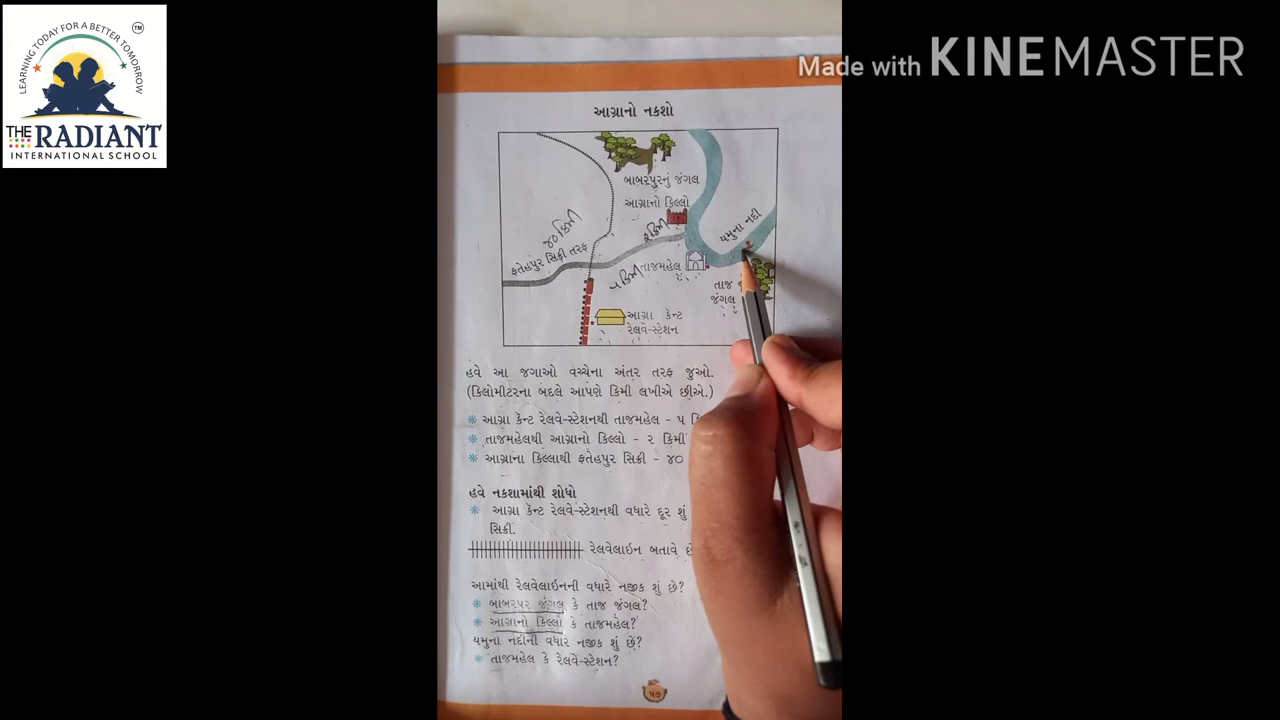 LEARNING TODAY FOR A BETTER TOMORROW
TM
THE RADIANT
INTERNATIONAL SCHOOL
Made with KINEMASTER
આગ્રાનો નકશો
બાબરપુરનું જંગલ
આગ્રાનો કિલ્લો
૪૦ કિમી
૨ કિમી
યમુના નદી
ફતેહપુર સિક્રી તરફ
૫ કિમી
તાજમહેલ
તાજ
જંગલ
આગ્રા કેન્ટ
રેલવે-સ્ટેશન
હવે આ જગાઓ વચ્ચેના અંતર તરફ જુઓ.
(કિલોમીટરના બદલે આપણે કિમી લખીએ છીએ.)
* આગ્રા કેન્ટ રેલવે-સ્ટેશનથી તાજમહેલ - ૫ કિ
* તાજમહેલથી આગ્રાનો કિલ્લો - ૨ કિમી
* આગ્રાના કિલ્લાથી ફતેહપુર સિક્રી - ૪૦
હવે નકશામાંથી શોધો
* આગ્રા કૅન્ટ રેલવે-સ્ટેશનથી વધારે દૂર શું
સિક્રી.
રેલવેલાઇન બતાવે છે
આમાંથી રેલવેલાઇનની વધારે નજીક શું છે?
* બાબરપર જંગલ કે તાજ જંગલ?
* આગ્રાનો કિલ્લો કે તાજમહેલ?
યમુના નદીની વધારે નજીક શું છે?
* તાજમહેલ કે રેલવે-સ્ટેશન?
૫૭